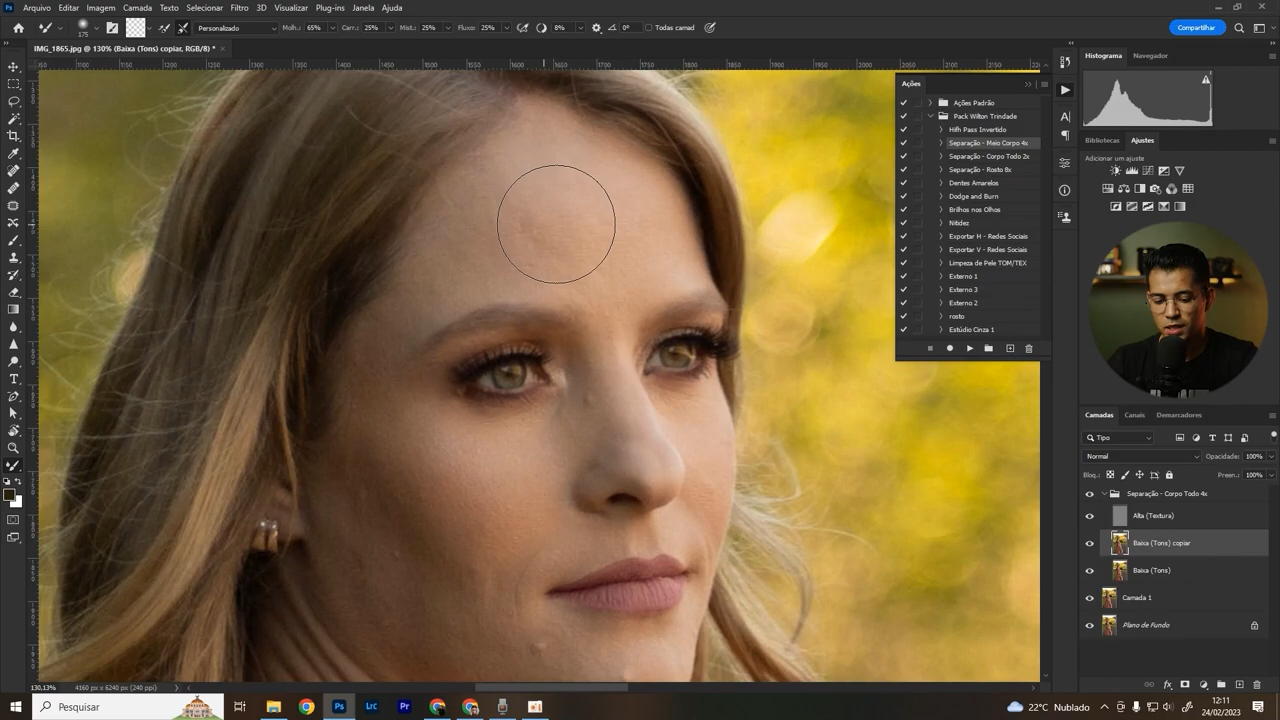 Arquivo Editar Imagem Camada Texto Selecionar Filtro 3D Visualizar Plug-ins Janela Ajuda
175 Personalizado Molh.: 65% Carr.: 25% Mist.: 25% Fluxo: 25% 8% 0° Todas camad Compartilhar
IMG_1865.jpg @ 130% (Baixa (Tons) copiar, RGB/8) *
Histograma Navegador
Ações
Ações Padrão
Pack Wilton Trindade
Hifh Pass Invertido
Separação - Meio Corpo 4x
Separação - Corpo Todo 2x
Separação - Rosto 8x
Dentes Amarelos
Dodge and Burn
Brilhos nos Olhos
Nitidez
Exportar H - Redes Sociais
Exportar V - Redes Sociais
Limpeza de Pele TOM/TEX
Externo 1
Externo 3
Externo 2
rosto
Estúdio Cinza 1
Bibliotecas Ajustes
Adicionar um ajuste
Camadas Canais Demarcadores
Tipo
Normal Opacidade: 100%
Bloq.: Preen.: 100%
Separação - Corpo Todo 4x
Alta (Textura)
Baixa (Tons) copiar
Baixa (Tons)
Camada 1
Plano de Fundo
130,13% 4160 px x 6240 px (240 ppi)
Pesquisar
22°C Nublado
12:11
24/02/2023